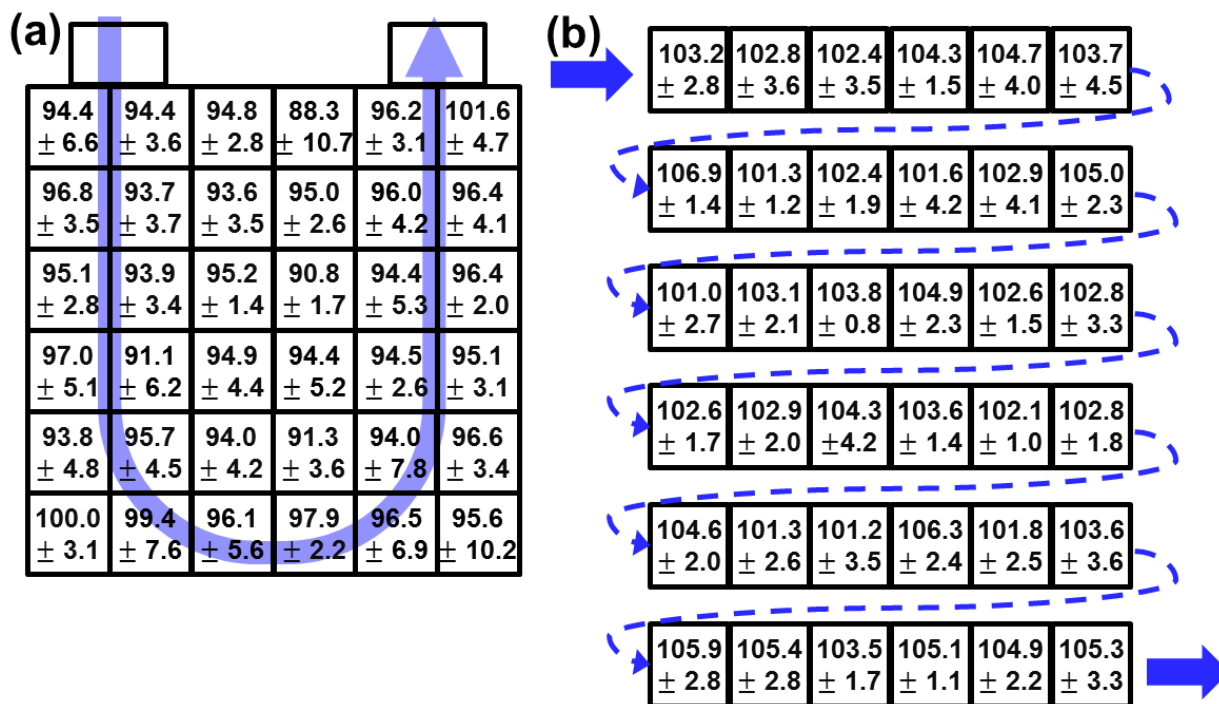 (a)
94.4 94.4 94.8 88.3 96.2 101.6
± 6.6 ± 3.6 ± 2.8 ± 10.7 ± 3.1 ± 4.7
96.8 93.7 93.6 95.0 96.0 96.4
± 3.5 ± 3.7 ± 3.5 ± 2.6 ± 4.2 ± 4.1
95.1 93.9 95.2 90.8 94.4 96.4
± 2.8 ± 3.4 ± 1.4 ± 1.7 ± 5.3 ± 2.0
97.0 91.1 94.9 94.4 94.5 95.1
± 5.1 ± 6.2 ± 4.4 ± 5.2 ± 2.6 ± 3.1
93.8 95.7 94.0 91.3 94.0 96.6
± 4.8 ± 4.5 ± 4.2 ± 3.6 ± 7.8 ± 3.4
100.0 99.4 96.1 97.9 96.5 95.6
± 3.1 ± 7.6 ± 5.6 ± 2.2 ± 6.9 ± 10.2
(b)
103.2 102.8 102.4 104.3 104.7 103.7
± 2.8 ± 3.6 ± 3.5 ± 1.5 ± 4.0 ± 4.5
106.9 101.3 102.4 101.6 102.9 105.0
± 1.4 ± 1.2 ± 1.9 ± 4.2 ± 4.1 ± 2.3
101.0 103.1 103.8 104.9 102.6 102.8
± 2.7 ± 2.1 ± 0.8 ± 2.3 ± 1.5 ± 3.3
102.6 102.9 104.3 103.6 102.1 102.8
± 1.7 ± 2.0 ±4.2 ± 1.4 ± 1.0 ± 1.8
104.6 101.3 101.2 106.3 101.8 103.6
± 2.0 ± 2.6 ± 3.5 ± 2.4 ± 2.5 ± 3.6
105.9 105.4 103.5 105.1 104.9 105.3
± 2.8 ± 2.8 ± 1.7 ± 1.1 ± 2.2 ± 3.3